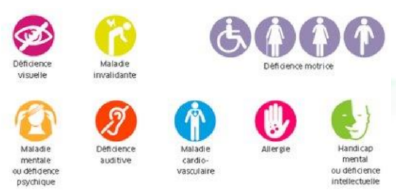 Déficience
visuelle
Maladie
invalidante
Déficience motrice
Maladie
mentale
ou déficience
psychique
Déficience
auditive
Maladie
cardio-
vasculaire
Allergie
Handicap
mental
ou déficience
intellectuelle